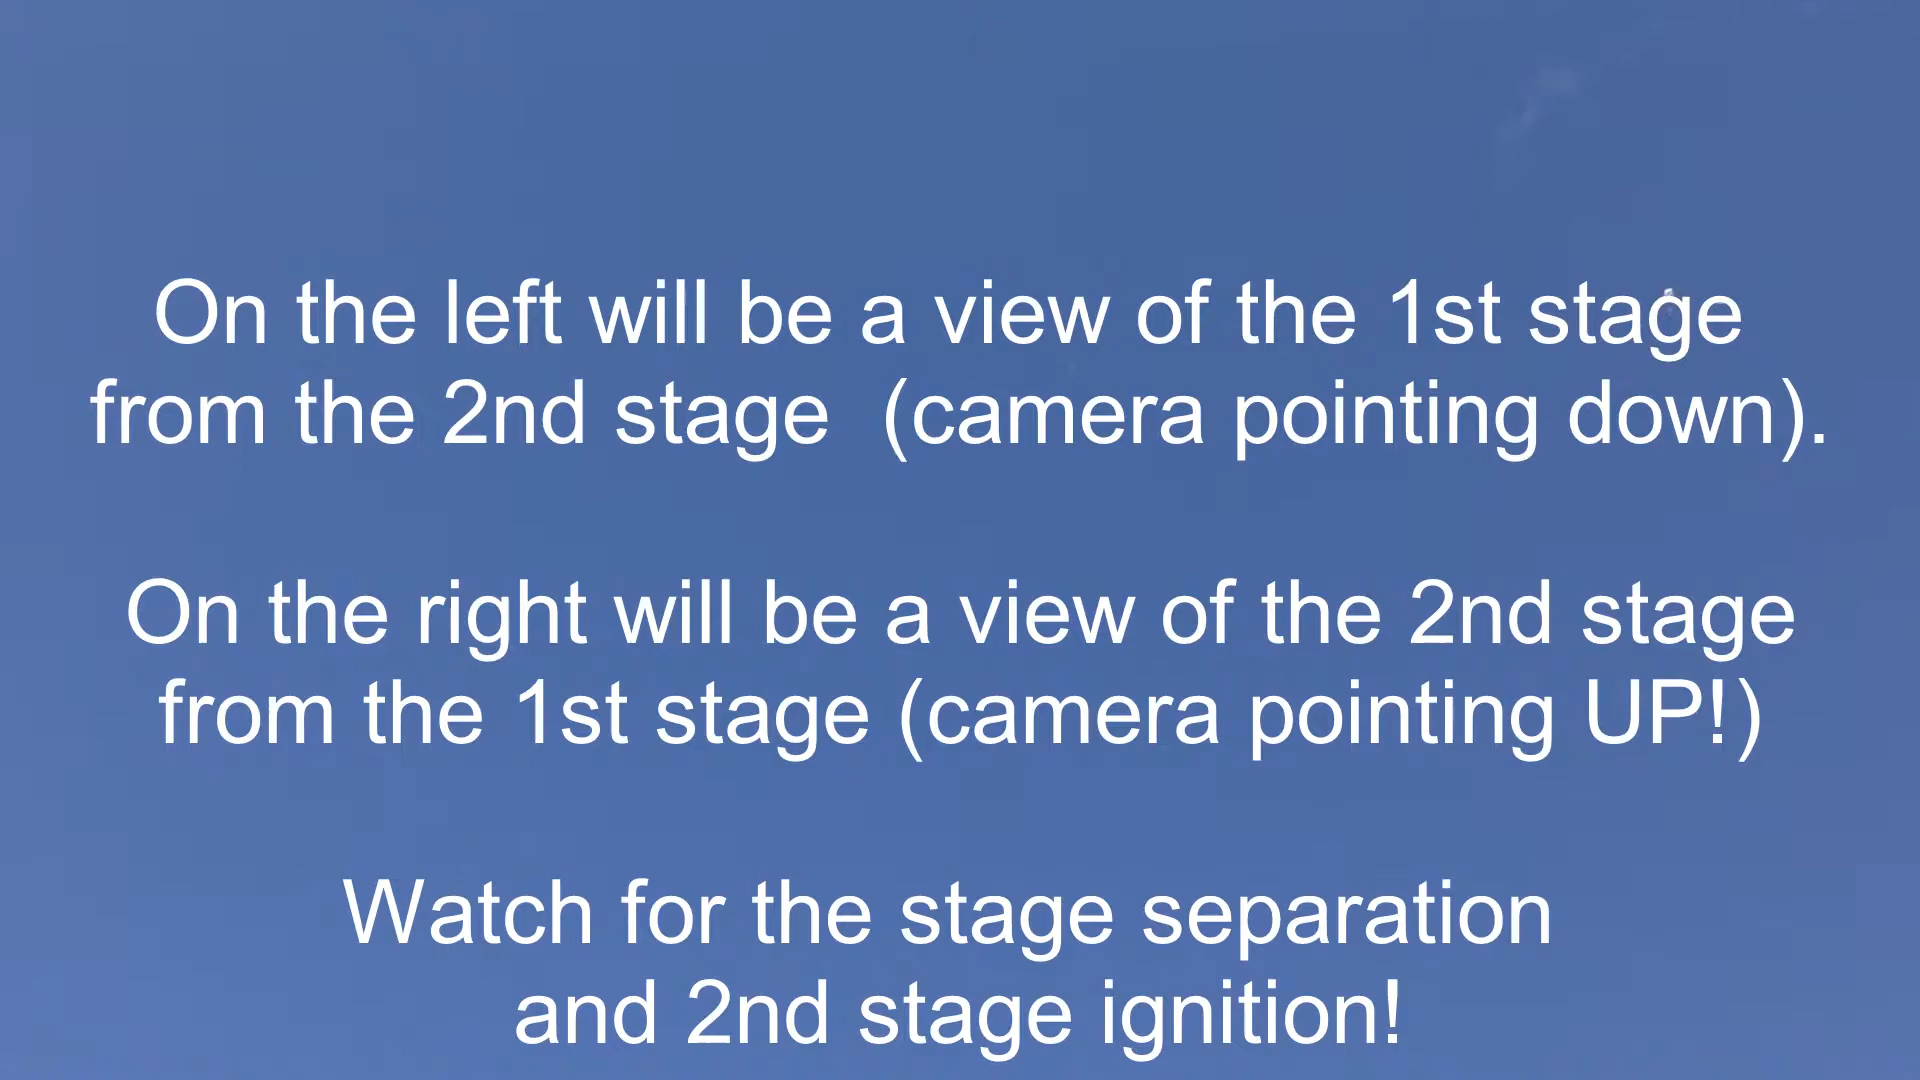 On the left will be a view of the 1st stage
from the 2nd stage  (camera pointing down).
On the right will be a view of the 2nd stage
from the 1st stage (camera pointing UP!)
Watch for the stage separation
and 2nd stage ignition!